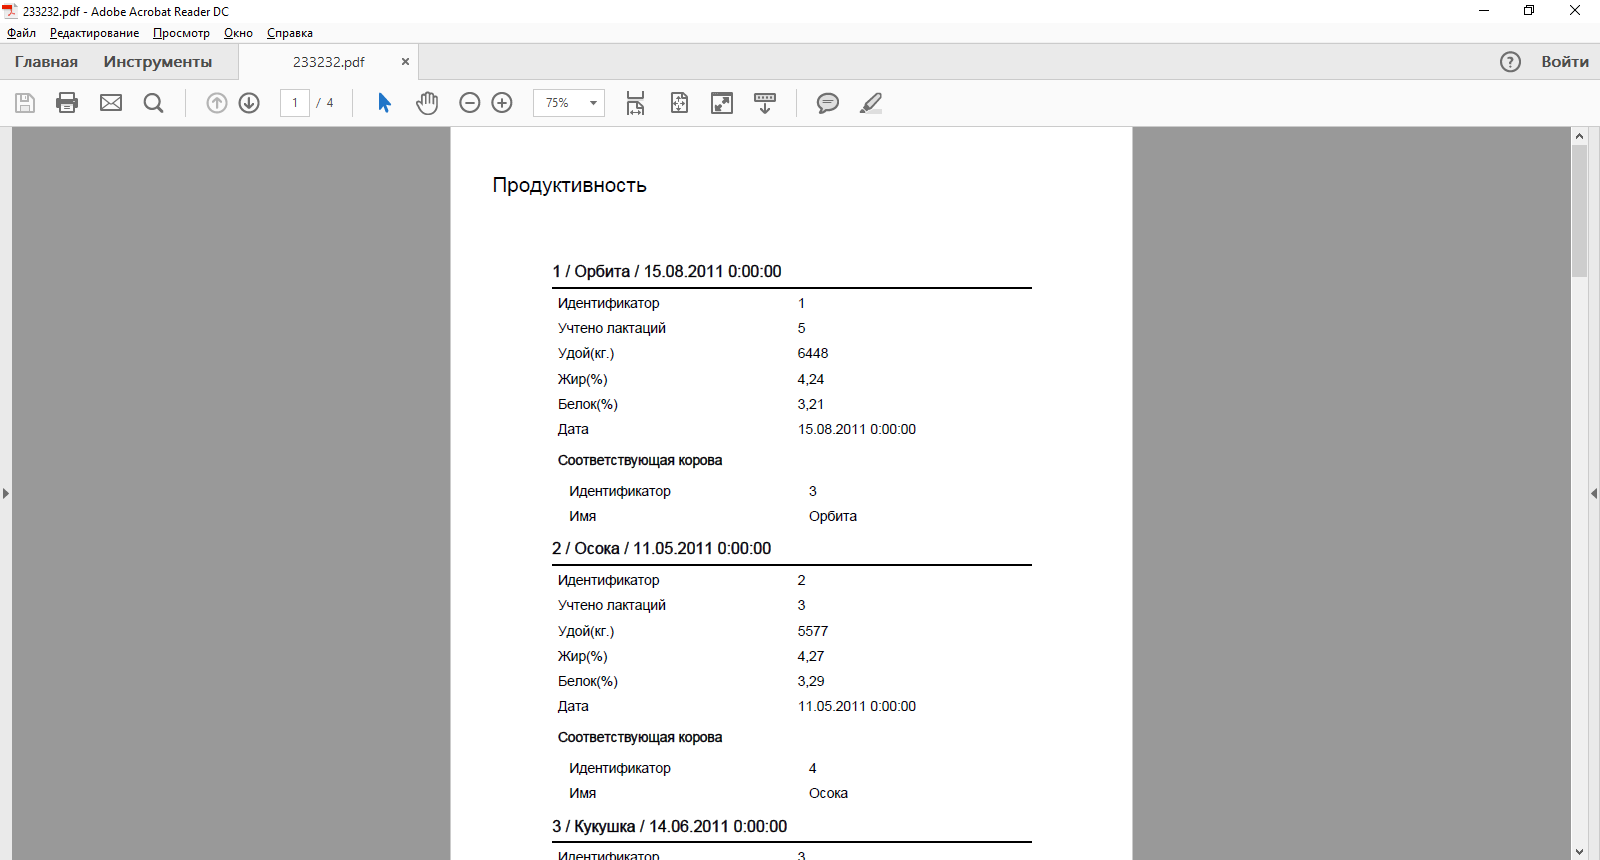 233232.pdf - Adobe Acrobat Reader DC
Файл Редактирование Просмотр Окно Справка
Главная Инструменты 233232.pdf × ? Войти
1 / 4 75%
Продуктивность
1 / Орбита / 15.08.2011 0:00:00
Идентификатор 1
Учтено лактаций 5
Удой(кг.) 6448
Жир(%) 4,24
Белок(%) 3,21
Дата 15.08.2011 0:00:00
Соответствующая корова
Идентификатор 3
Имя Орбита
2 / Осока / 11.05.2011 0:00:00
Идентификатор 2
Учтено лактаций 3
Удой(кг.) 5577
Жир(%) 4,27
Белок(%) 3,29
Дата 11.05.2011 0:00:00
Соответствующая корова
Идентификатор 4
Имя Осока
3 / Кукушка / 14.06.2011 0:00:00
Идентификатор 3